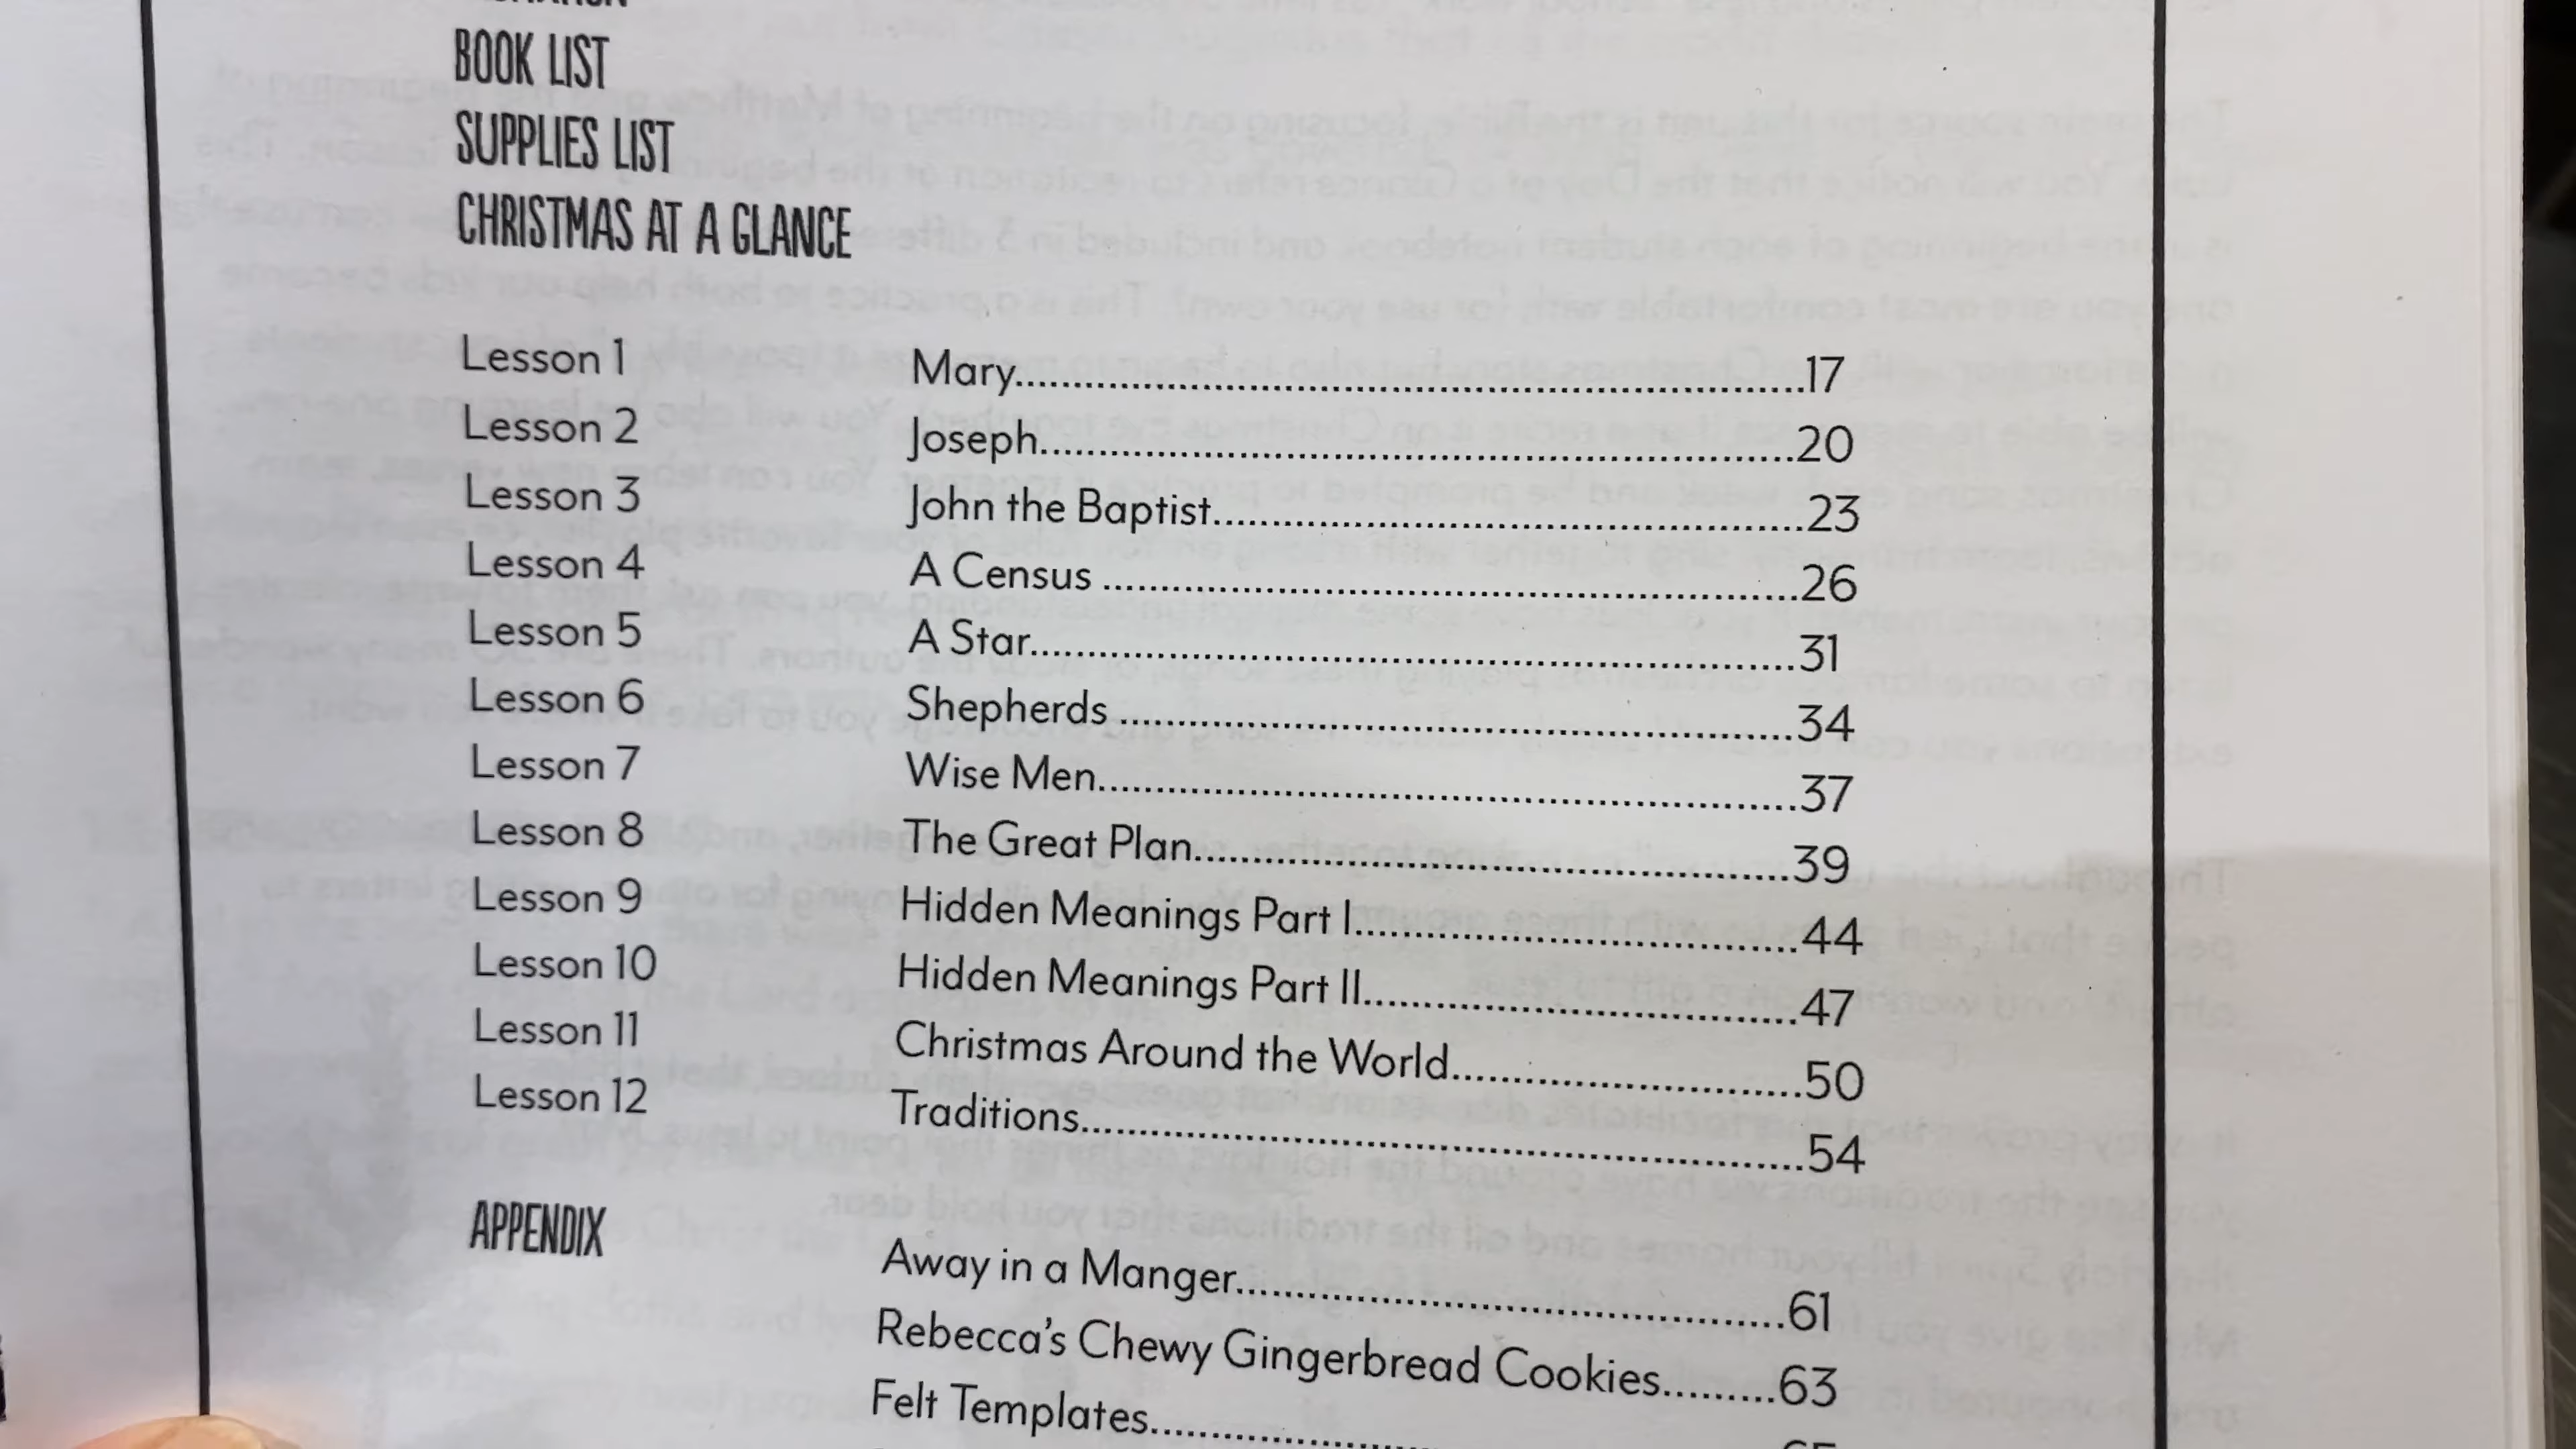 BOOK LIST
SUPPLIES LIST
CHRISTMAS AT A GLANCE
Lesson 1 Mary.....17
Lesson 2 Joseph.....20
Lesson 3 John the Baptist.....23
Lesson 4 A Census.....26
Lesson 5 A Star.....31
Lesson 6 Shepherds.....34
Lesson 7 Wise Men.....37
Lesson 8 The Great Plan.....39
Lesson 9 Hidden Meanings Part I.....44
Lesson 10 Hidden Meanings Part II.....47
Lesson 11 Christmas Around the World.....50
Lesson 12 Traditions.....54
APPENDIX
Away in a Manger.....61
Rebecca's Chewy Gingerbread Cookies.....63
Felt Templates.....